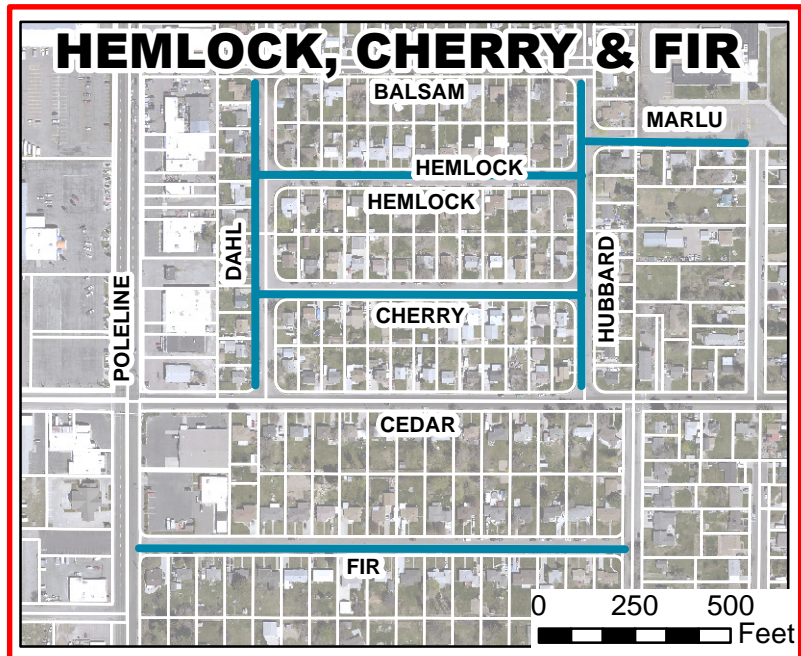 HEMLOCK, CHERRY & FIR
BALSAM
MARLU
HEMLOCK
HEMLOCK
DAHL
HUBBARD
POLELINE
CHERRY
CEDAR
FIR
0 250 500
Feet